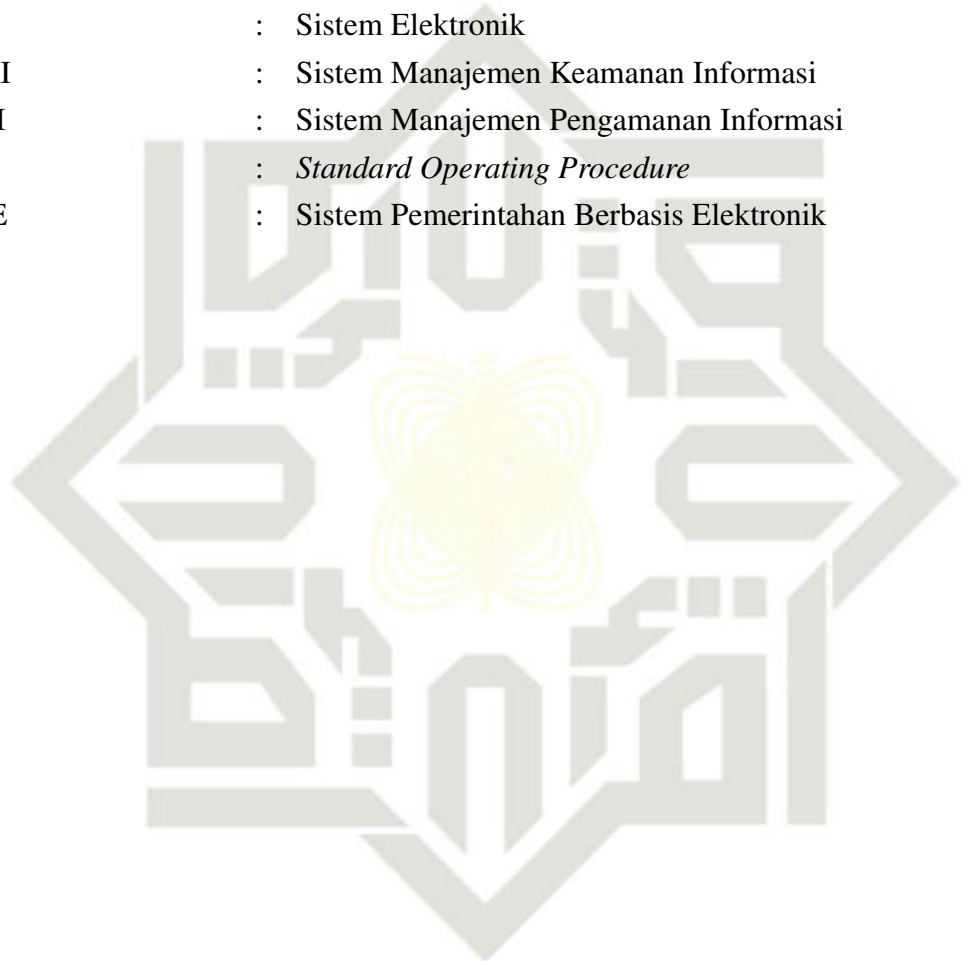 : Sistem Elektronik
I : Sistem Manajemen Keamanan Informasi
I : Sistem Manajemen Pengamanan Informasi
: Standard Operating Procedure
E : Sistem Pemerintahan Berbasis Elektronik